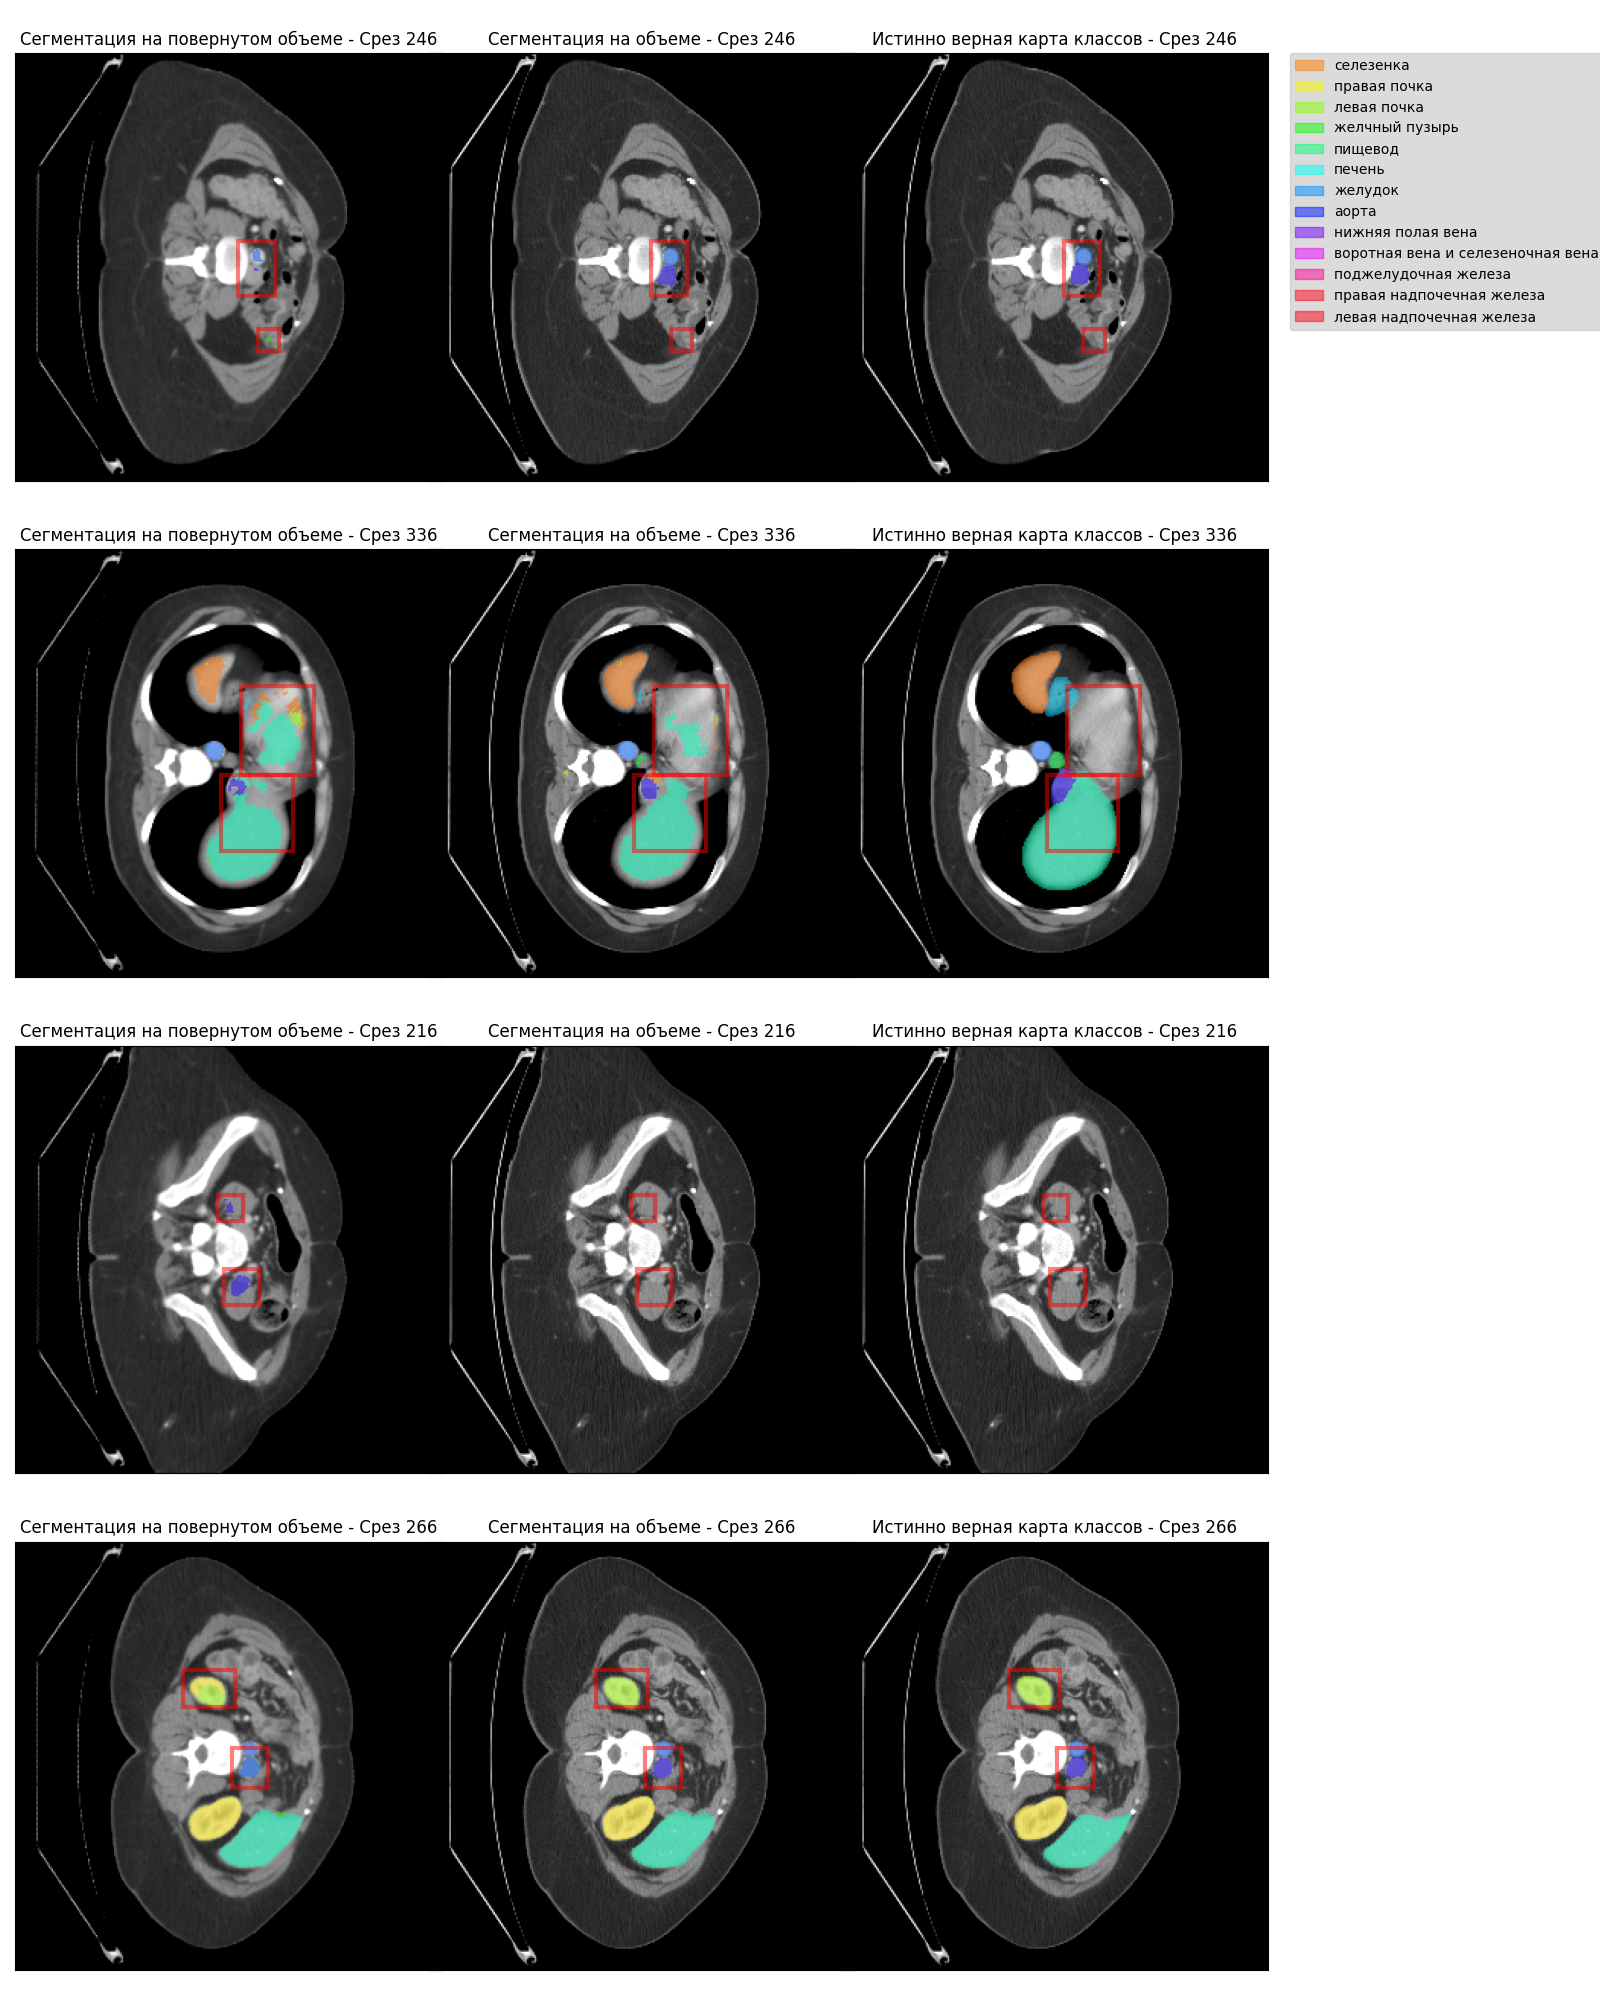 Сегментация на повернутом объеме - Срез 246
Сегментация на объеме - Срез 246
Истинно верная карта классов - Срез 246
селезенка
правая почка
левая почка
желчный пузырь
пищевод
печень
желудок
аорта
нижняя полая вена
воротная вена и селезеночная вена
поджелудочная железа
правая надпочечная железа
левая надпочечная железа
Сегментация на повернутом объеме - Срез 336
Сегментация на объеме - Срез 336
Истинно верная карта классов - Срез 336
Сегментация на повернутом объеме - Срез 216
Сегментация на объеме - Срез 216
Истинно верная карта классов - Срез 216
Сегментация на повернутом объеме - Срез 266
Сегментация на объеме - Срез 266
Истинно верная карта классов - Срез 266